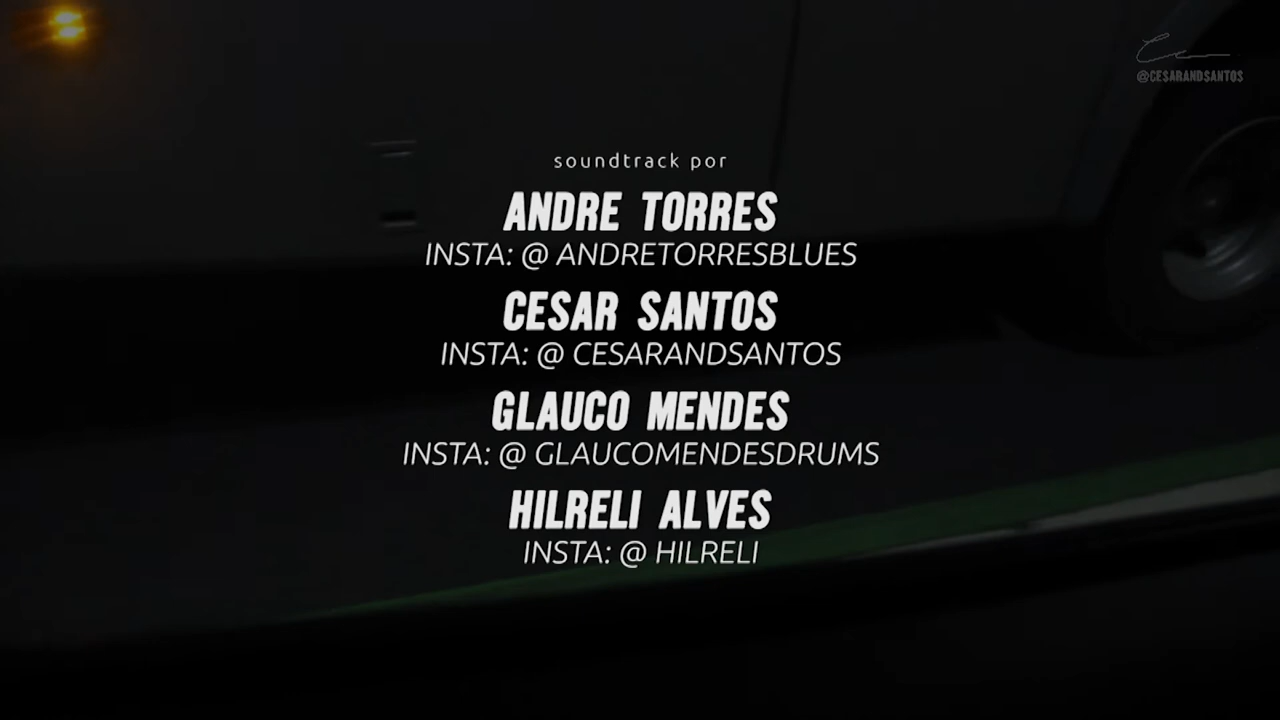 @CESARANDSANTOS
soundtrack por
ANDRE TORRES
INSTA: @ ANDRETORRESBLUES
CESAR SANTOS
INSTA: @ CESARANDSANTOS
GLAUCO MENDES
INSTA: @ GLAUCOMENDESDRUMS
HILRELI ALVES
INSTA: @ HILRELI